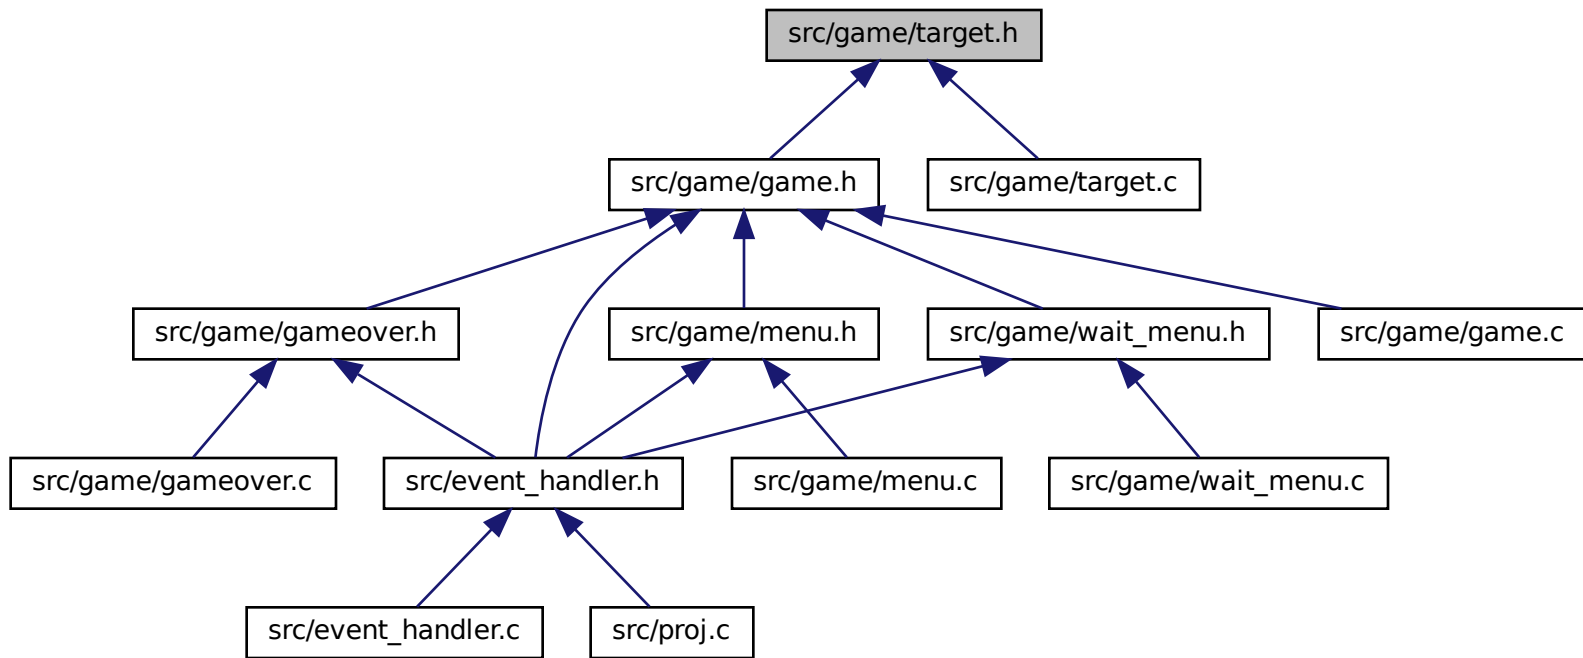 src/game/target.h
src/game/game.h
src/game/target.c
src/game/gameover.h
src/game/menu.h
src/game/wait_menu.h
src/game/game.c
src/game/gameover.c
src/event_handler.h
src/game/menu.c
src/game/wait_menu.c
src/event_handler.c
src/proj.c